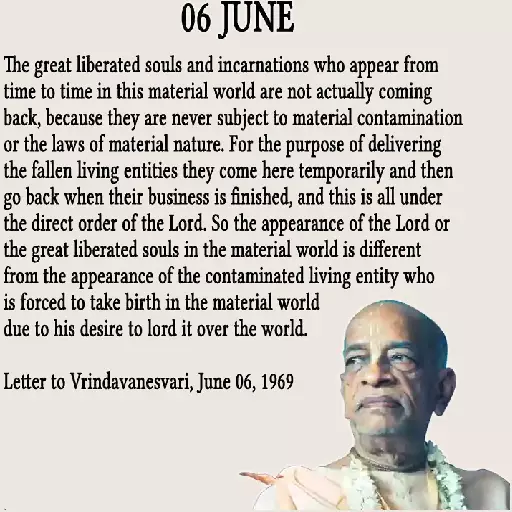 06 JUNE
The great liberated souls and incarnations who appear from
time to time in this material world are not actually coming
back, because they are never subject to material contamination
or the laws of material nature. For the purpose of delivering
the fallen living entities they come here temporarily and then
go back when their business is finished, and this is all under
the direct order of the Lord. So the appearance of the Lord or
the great liberated souls in the material world is different
from the appearance of the contaminated living entity who
is forced to take birth in the material world
due to his desire to lord it over the world.
Letter to Vrindavanesvari, June 06, 1969